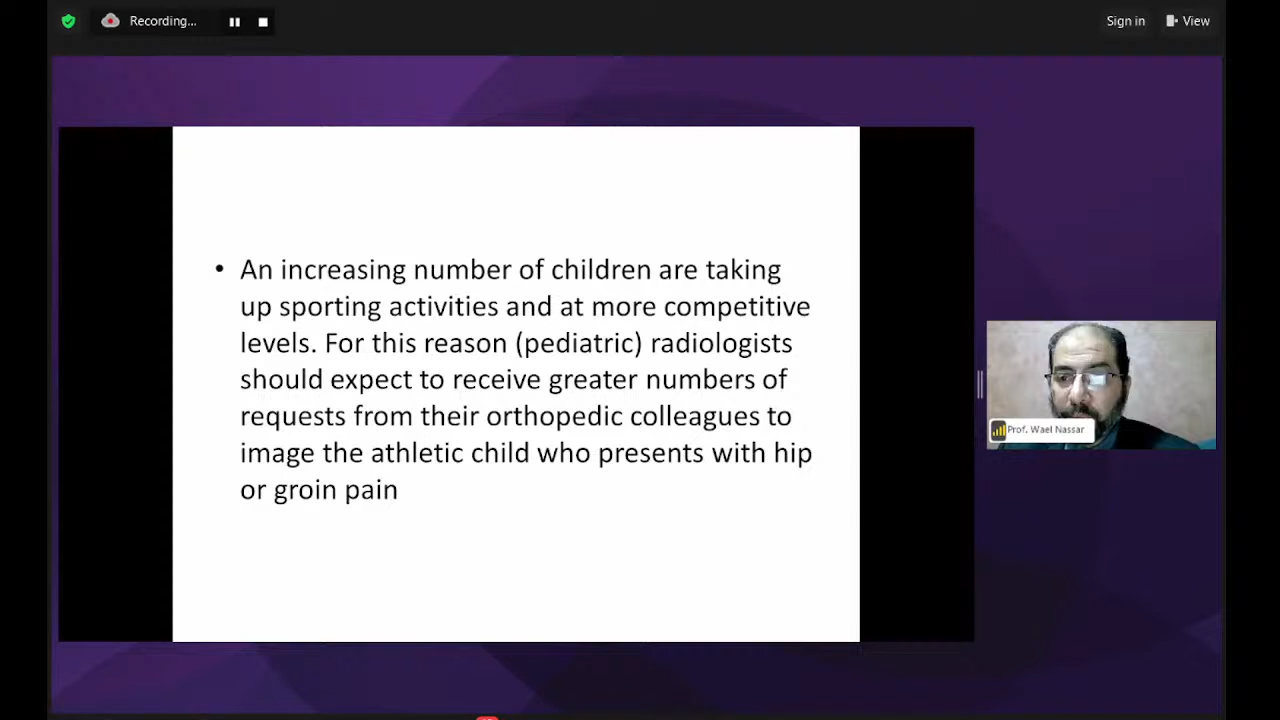 Recording...
Sign in
View
• An increasing number of children are taking
up sporting activities and at more competitive
levels. For this reason (pediatric) radiologists
should expect to receive greater numbers of
requests from their orthopedic colleagues to
image the athletic child who presents with hip
or groin pain
Prof. Wael Nassar